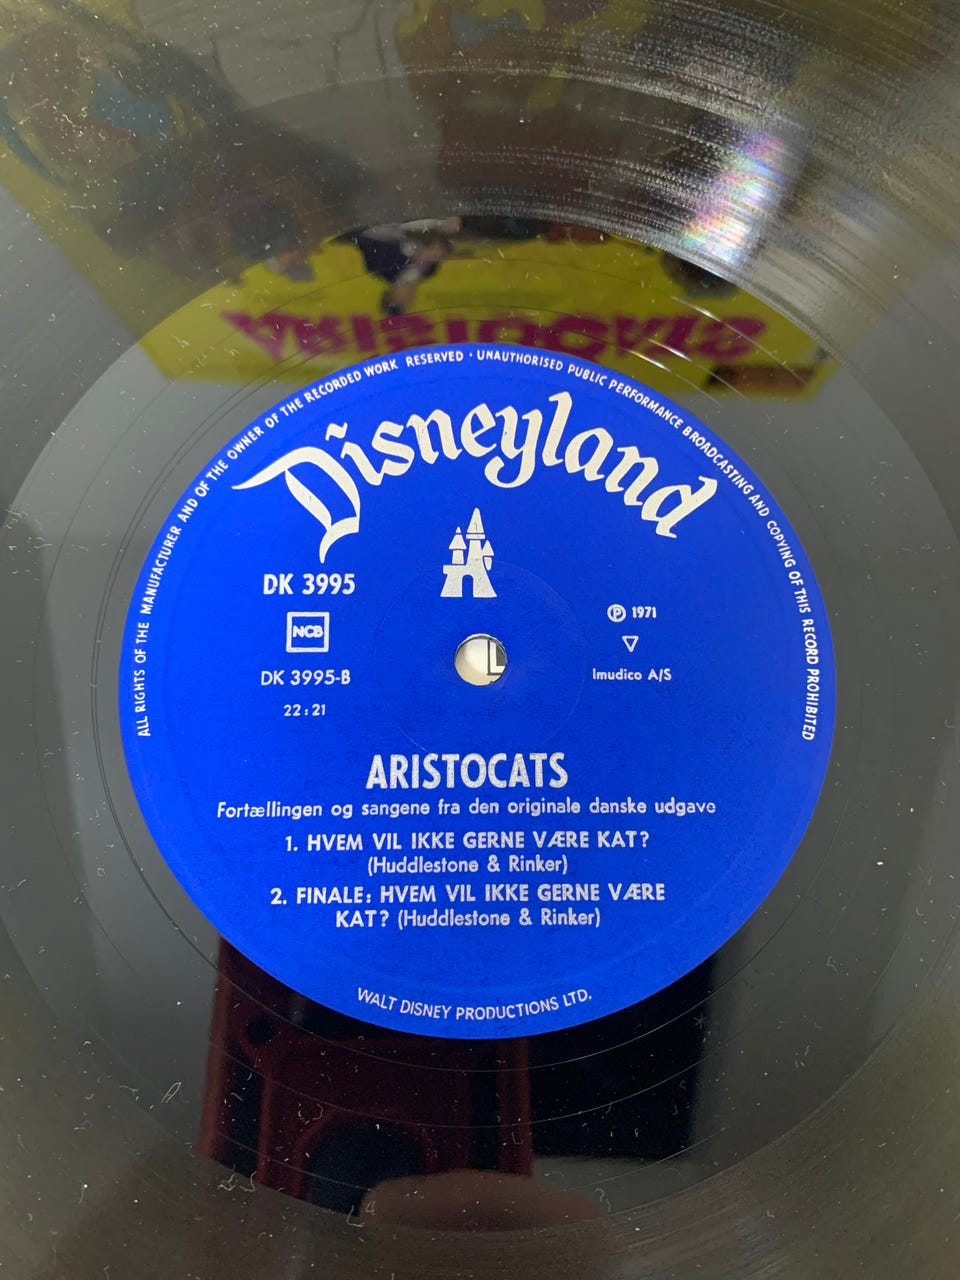 ALL RIGHTS OF THE MANUFACTURER AND OF THE OWNER OF THE RECORDED WORK RESERVED · UNAUTHORISED PUBLIC PERFORMANCE BROADCASTING AND COPYING OF THIS RECORD PROHIBITED
Disneyland
DK 3995
NCB
DK 3995-B
22:21
Ⓟ 1971
Imudico A/S
ARISTOCATS
Fortællingen og sangene fra den originale danske udgave
1. HVEM VIL IKKE GERNE VÆRE KAT?
(Huddlestone & Rinker)
2. FINALE: HVEM VIL IKKE GERNE VÆRE
KAT? (Huddlestone & Rinker)
WALT DISNEY PRODUCTIONS LTD.
ARISTOCATS
L